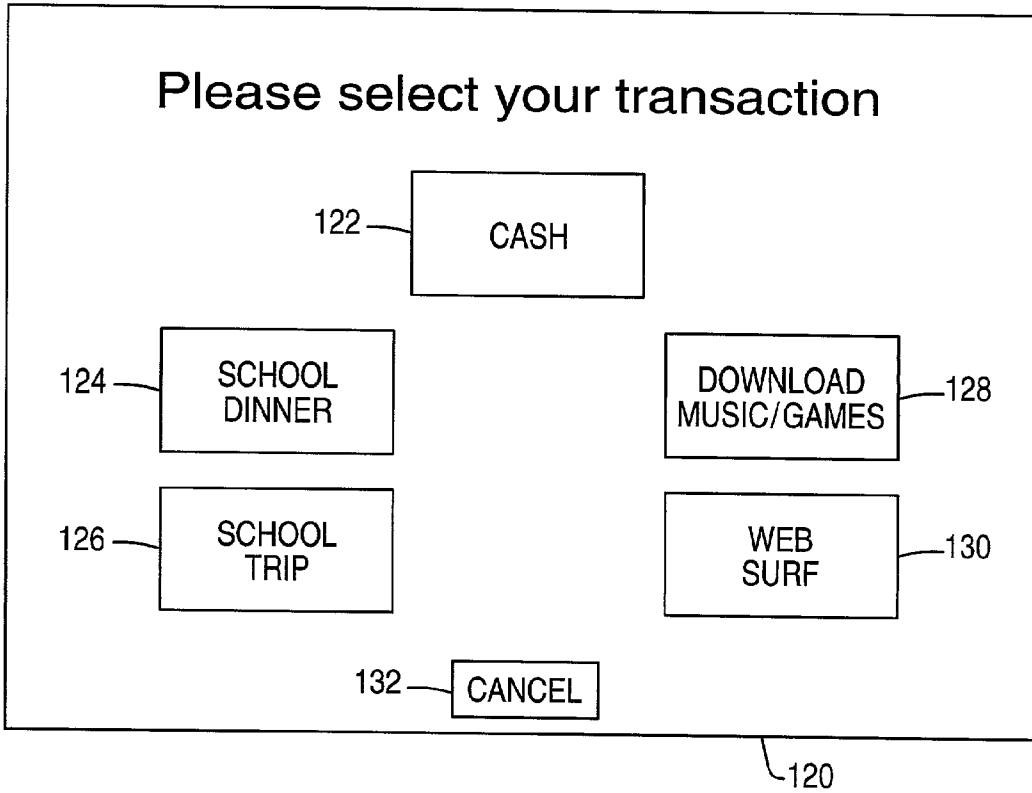 Please select your transaction
122
CASH
124
SCHOOL
DINNER
DOWNLOAD
MUSIC/GAMES
128
126
SCHOOL
TRIP
WEB
SURF
130
132
CANCEL
120